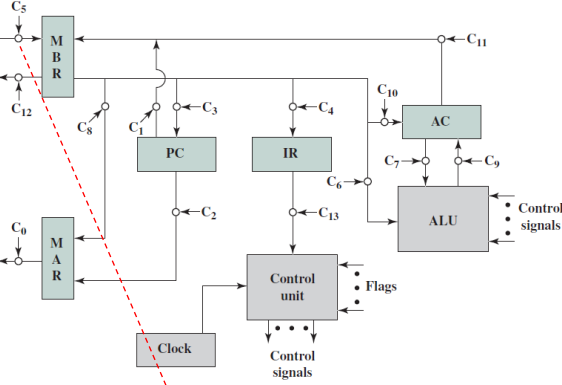 C5
C11
M
B
R
C10
C12
C8
C1
C3
C4
AC
PC
IR
C7
C9
C6
C0
C2
C13
ALU
Control
signals
M
A
R
Control
unit
Flags
Clock
Control
signals